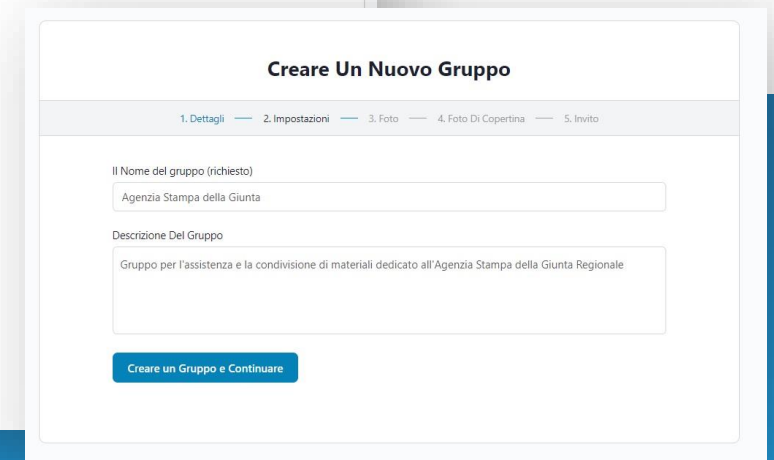 Creare Un Nuovo Gruppo
1. Dettagli — 2. Impostazioni — 3. Foto — 4. Foto Di Copertina — 5. Invito
Il Nome del gruppo (richiesto)
Agenzia Stampa della Giunta
Descrizione Del Gruppo
Gruppo per l'assistenza e la condivisione di materiali dedicato all'Agenzia Stampa della Giunta Regionale
Creare un Gruppo e Continuare